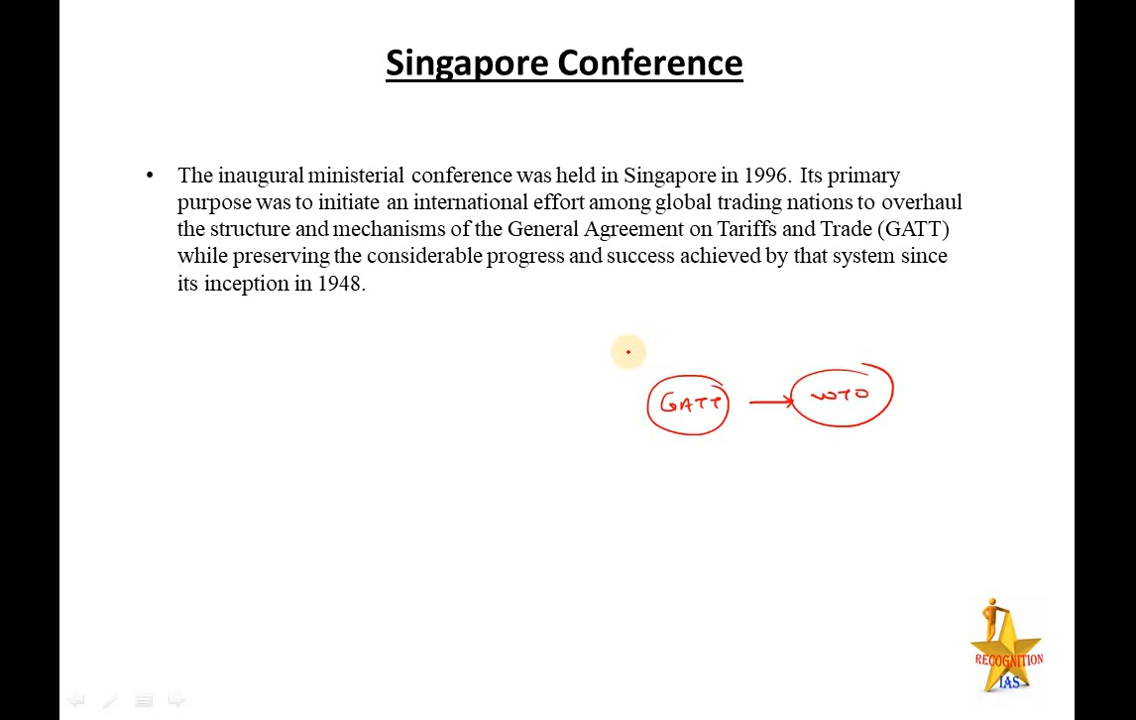 Singapore Conference
• The inaugural ministerial conference was held in Singapore in 1996. Its primary
purpose was to initiate an international effort among global trading nations to overhaul
the structure and mechanisms of the General Agreement on Tariffs and Trade (GATT)
while preserving the considerable progress and success achieved by that system since
its inception in 1948.
GATT → WTO
RECOGNITION
IAS